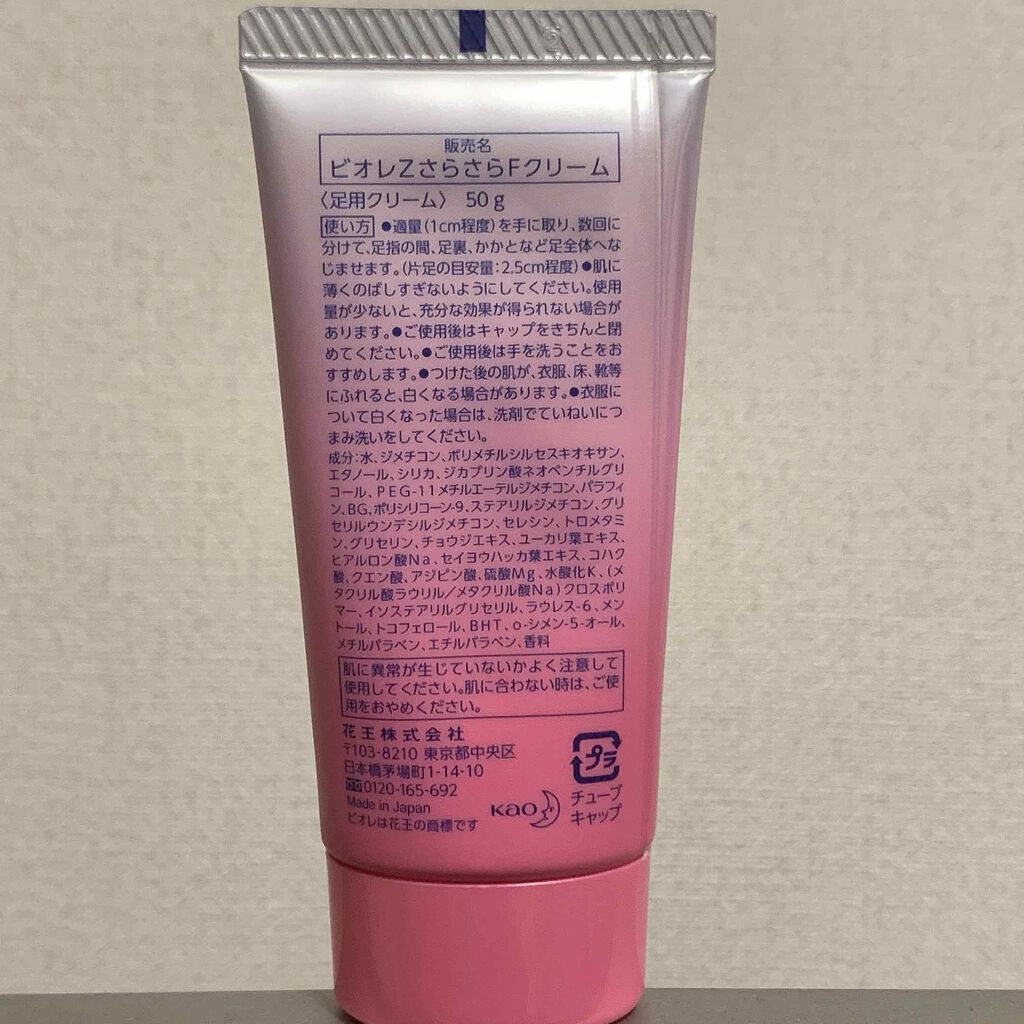 2
販売名
ビオレZさらさらFクリーム
〈足用クリーム〉 50g
使い方 ●適量(1cm程度)を手に取り、数回に
分けて、足指の間、足裏、かかとなど足全体へな
じませます。(片足の目安量:2.5cm程度)●肌に
薄くのばしすぎないようにしてください。使用
量が少ないと、充分な効果が得られない場合が
あります。●ご使用後はキャップをきちんと閉
めてください。●ご使用後は手を洗うことをお
すすめします。●つけた後の肌が、衣服、床、靴等
にふれると、白くなる場合があります。●衣服
について白くなった場合は、洗剤でていねいにつ
まみ洗いをしてください。
成分:水、ジメチコン、ポリメチルシルセスキオキサン、
エタノール、シリカ、ジカプリン酸ネオペンチルグリ
コール、PEG-11メチルエーテルジメチコン、パラフィ
ン、BG、ポリシリコーン-9、ステアリルジメチコン、グリ
セリルウンデシルジメチコン、セレシン、トロメタミ
ン、グリセリン、チョウジエキス、ユーカリ葉エキス、
ヒアルロン酸Na、セイヨウハッカ葉エキス、コハク
酸、クエン酸、アジピン酸、硫酸Mg、水酸化K、(メ
タクリル酸ラウリル/メタクリル酸Na)クロスポリ
マー、イソステアリルグリセリル、ラウレス-6、メン
トール、トコフェロール、BHT、o-シメン-5-オール、
メチルパラベン、エチルパラベン、香料
肌に異常が生じていないかよく注意して
使用してください。肌に合わない時は、ご使
用をおやめください。
花王株式会社
〒103-8210 東京都中央区
日本橋茅場町1-14-10
0120-165-692
Made in Japan
ビオレは花王の商標です
Kao
プラ
チューブ
キャップ